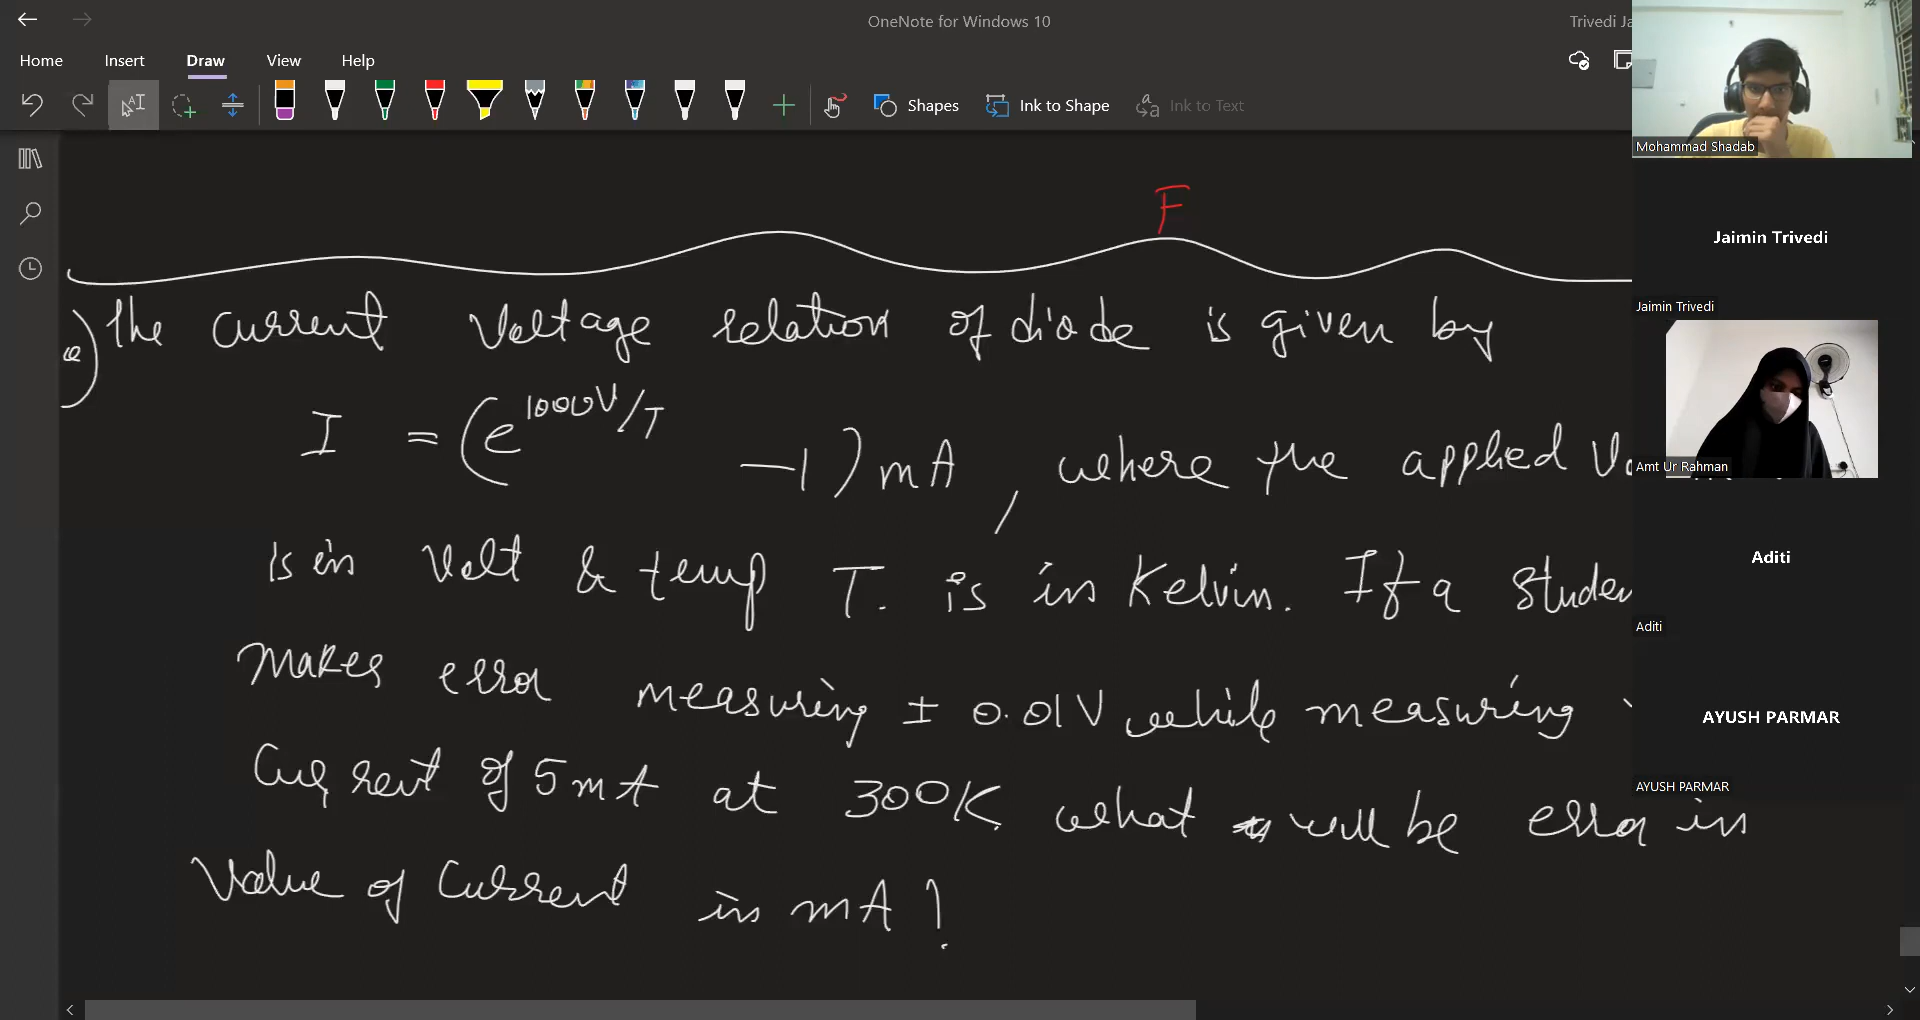 OneNote for Windows 10
Trivedi Ja
Home Insert Draw View Help
Shapes Ink to Shape Ink to Text
Mohammad Shadab
F
Jaimin Trivedi
Jaimin Trivedi
Q) The current Voltage relation of diode is given by
I = (e^1000V/T -1) mA, where the applied Vo
Amt Ur Rahman
is in Volt & temp T. is in Kelvin. If a studen
Aditi
Aditi
makes error measuring ± 0.01V while measuring
AYUSH PARMAR
Current of 5mA at 300K what will be error in
AYUSH PARMAR
Value of Current in mA ?